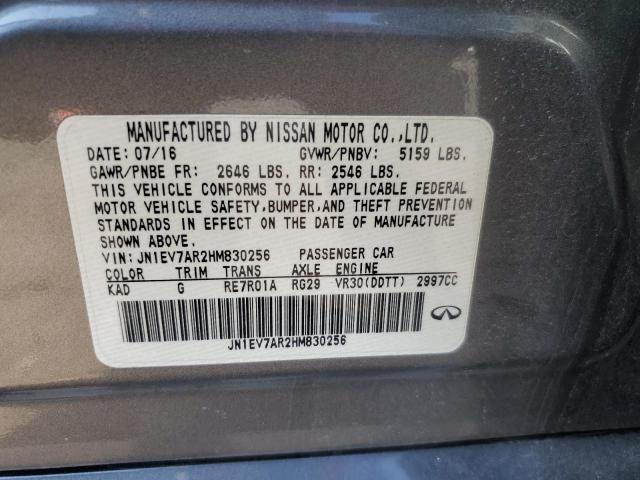 MANUFACTURED BY NISSAN MOTOR CO.,LTD.
DATE: 07/16 GVWR/PNBV: 5159 LBS.
GAWR/PNBE FR: 2646 LBS. RR: 2546 LBS.
THIS VEHICLE CONFORMS TO ALL APPLICABLE FEDERAL
MOTOR VEHICLE SAFETY,BUMPER,AND THEFT PREVENTION
STANDARDS IN EFFECT ON THE DATE OF MANUFACTURE
SHOWN ABOVE.
VIN: JN1EV7AR2HM830256 PASSENGER CAR
COLOR TRIM TRANS AXLE ENGINE
KAD G RE7R01A RG29 VR30(DDTT) 2997CC
JN1EV7AR2HM830256